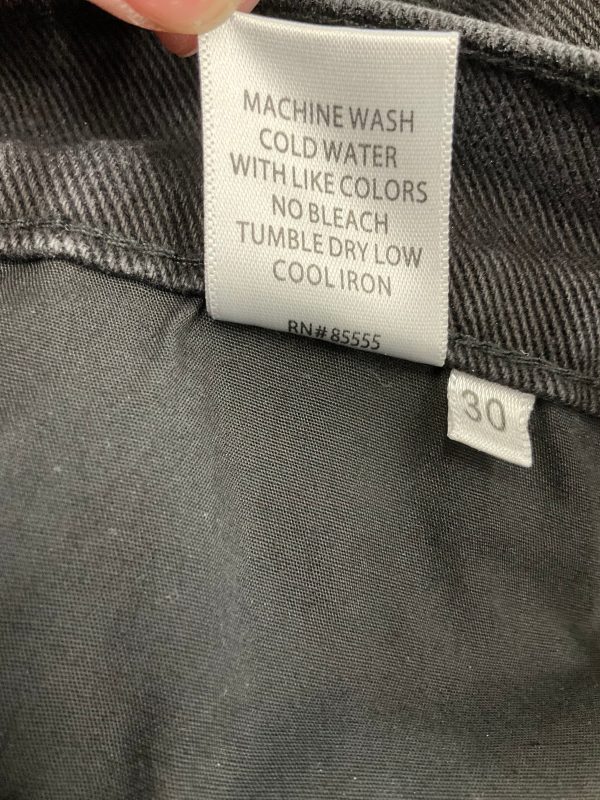 MACHINE WASH
COLD WATER
WITH LIKE COLORS
NO BLEACH
TUMBLE DRY LOW
COOL IRON
RN# 85555
30